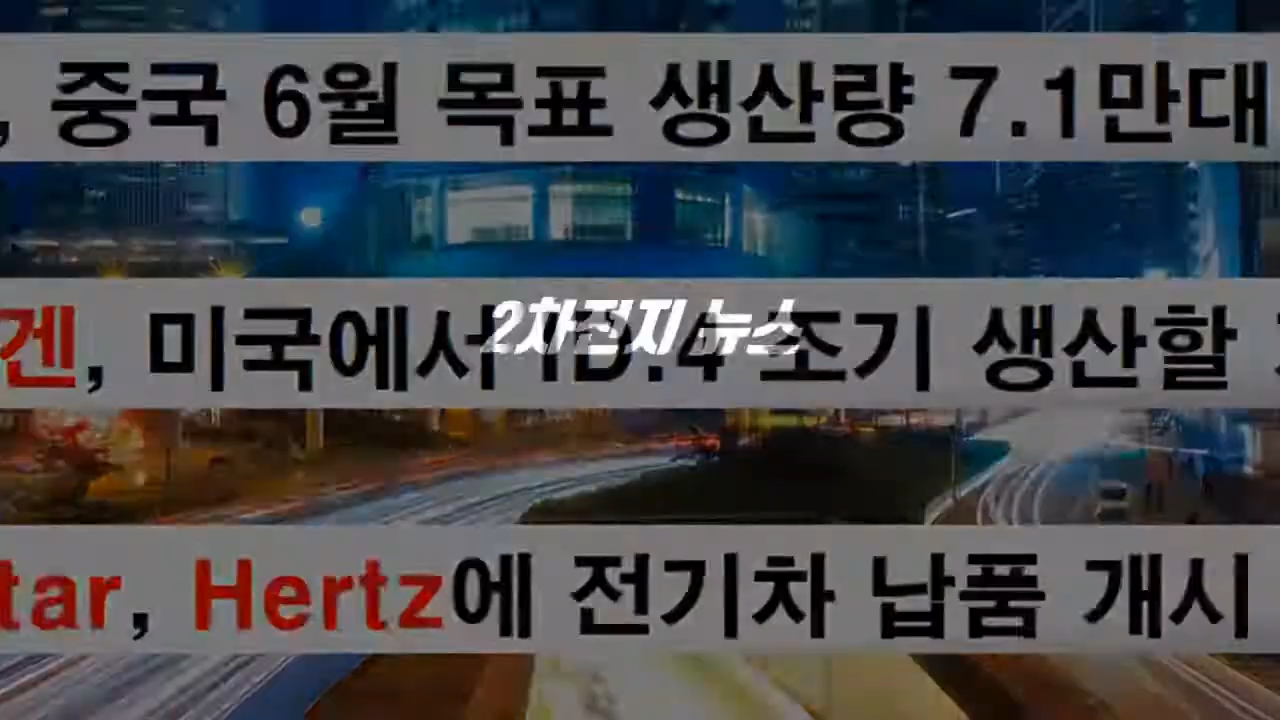 , 중국 6월 목표 생산량 7.1만대
겐, 미국에서 ID.4 조기 생산할
2차전지 뉴스
tar, Hertz에 전기차 납품 개시